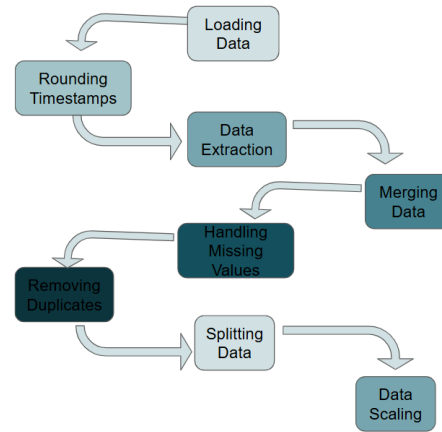 Loading
Data
Rounding
Timestamps
Data
Extraction
Merging
Data
Handling
Missing
Values
Removing
Duplicates
Splitting
Data
Data
Scaling